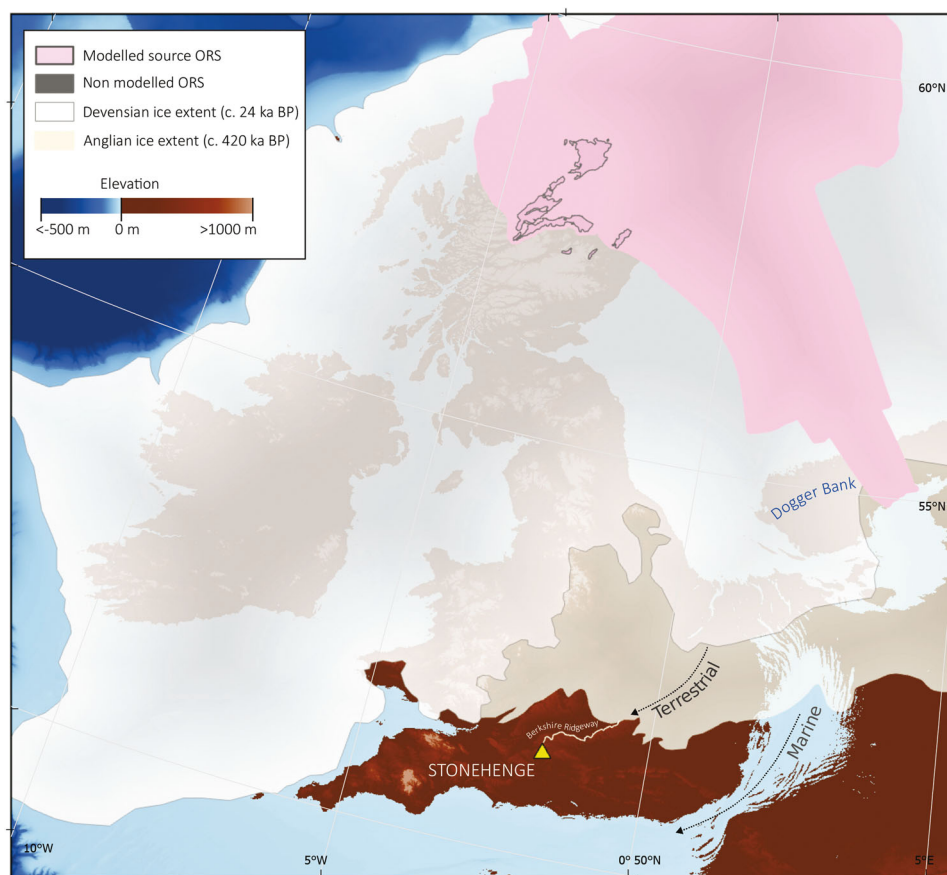 Modelled source ORS
Non modelled ORS
Devensian ice extent (c. 24 ka BP)
Anglian ice extent (c. 420 ka BP)
Elevation
<-500 m
0 m
>1000 m
60°N
Dogger Bank
55°N
Terrestrial
Berkshire Ridgeway
Marine
STONEHENGE
10°W
5°W
0° 50°N
5°E